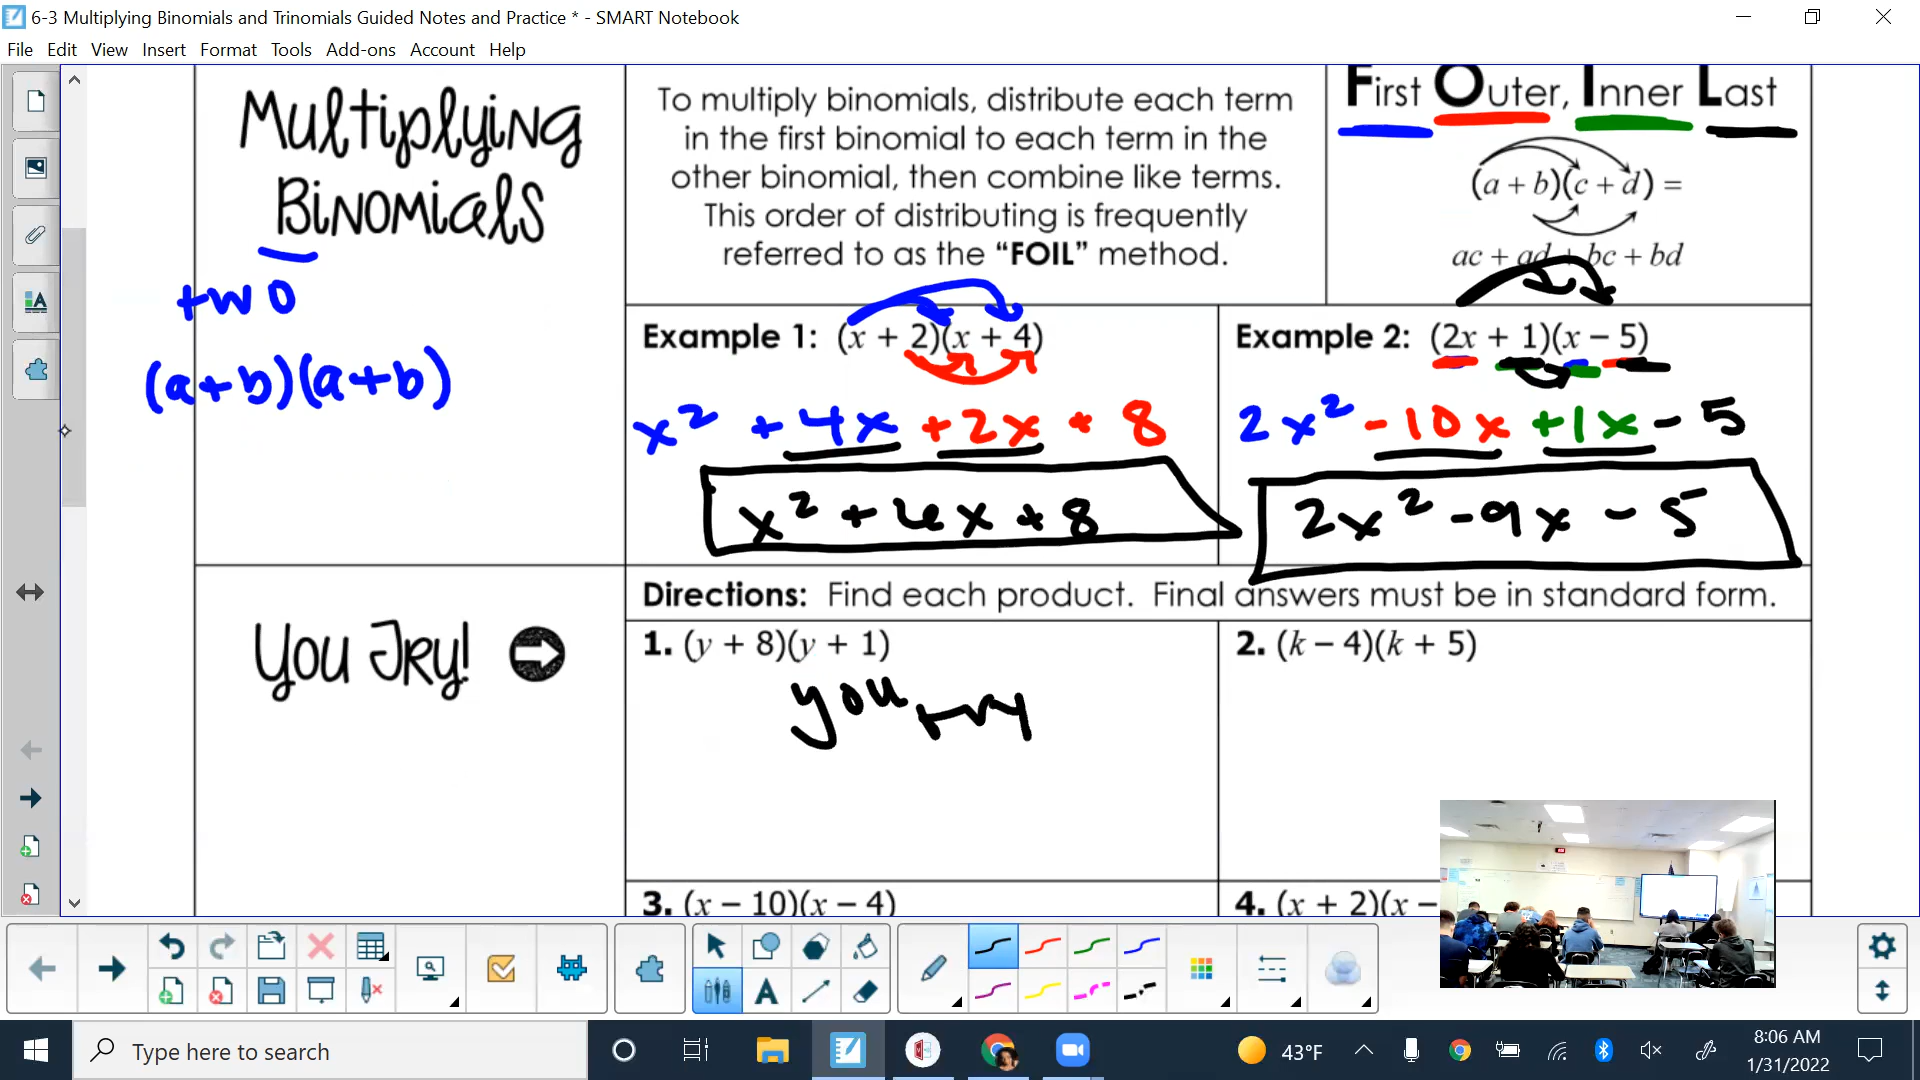 6-3 Multiplying Binomials and Trinomials Guided Notes and Practice * - SMART Notebook
File Edit View Insert Format Tools Add-ons Account Help
Multiplying
Binomials
two
(a+b)(a+b)
To multiply binomials, distribute each term
in the first binomial to each term in the
other binomial, then combine like terms.
This order of distributing is frequently
referred to as the “FOIL” method.
First Outer, Inner Last
(a + b)(c + d) =
ac + ad + bc + bd
Example 1: (x + 2)(x + 4)
x² + 4x + 2x + 8
x² + 6x + 8
Example 2: (2x + 1)(x – 5)
2x² - 10x + 1x - 5
2x² - 9x - 5
You Try!
Directions: Find each product. Final answers must be in standard form.
1. (y + 8)(y + 1)
you try
2. (k – 4)(k + 5)
3. (x – 10)(x – 4)
4. (x + 2)(x –
Type here to search
43°F
8:06 AM
1/31/2022